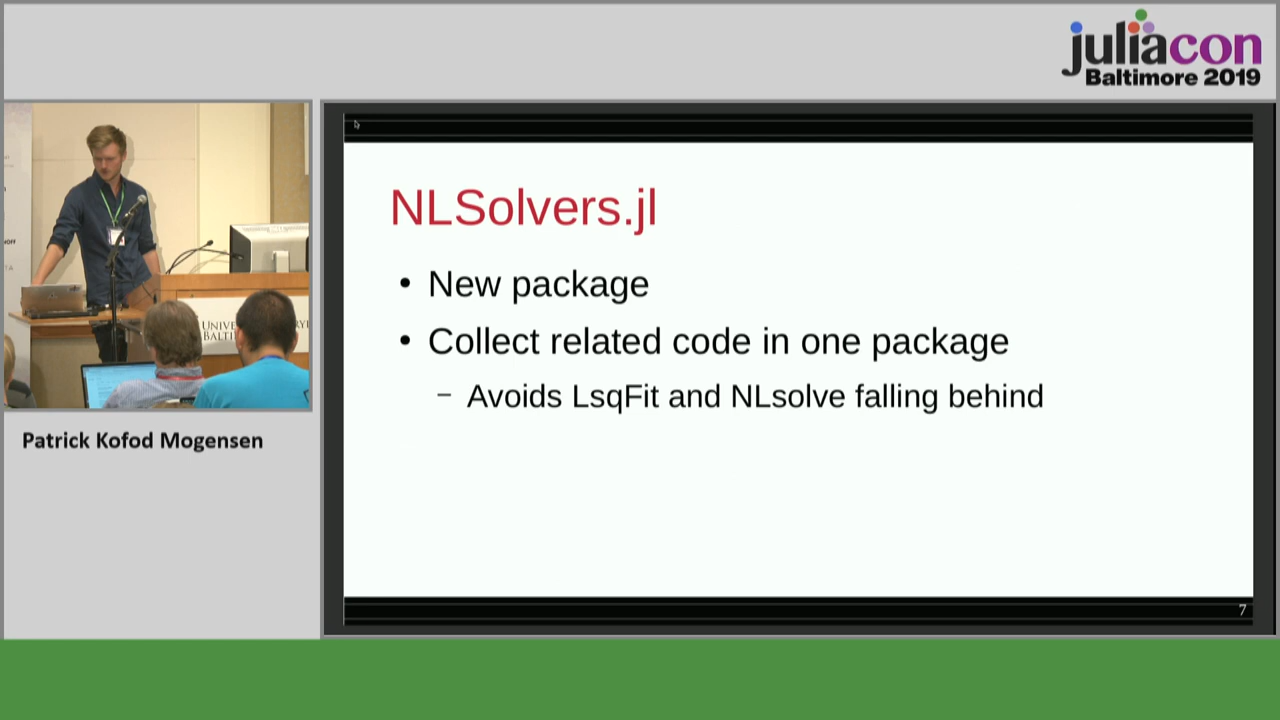 juliacon
Baltimore 2019
NLSolvers.jl
• New package
• Collect related code in one package
– Avoids LsqFit and NLsolve falling behind
7
Patrick Kofod Mogensen